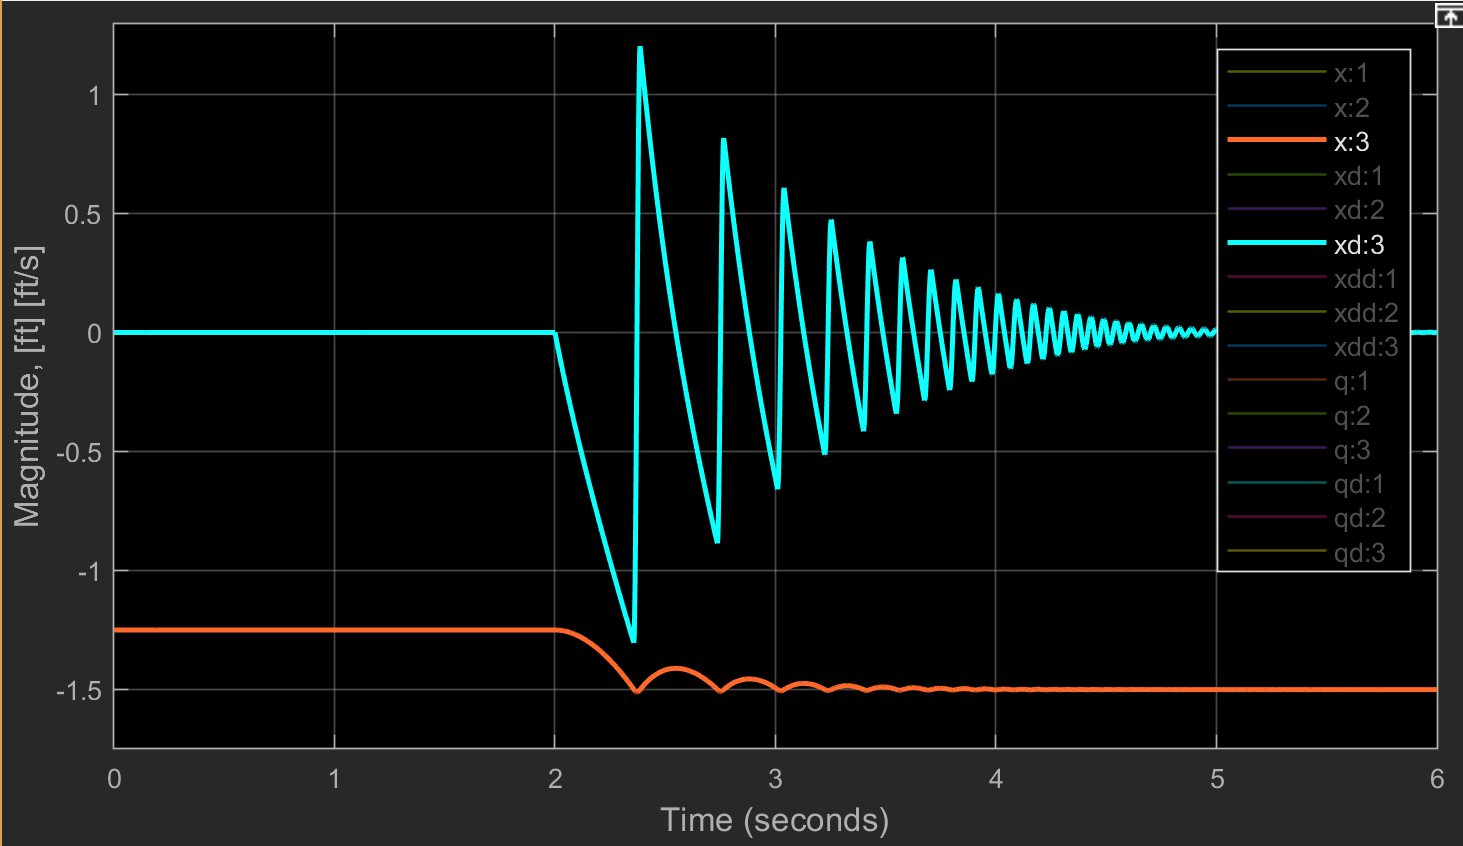 1
0.5
0
-0.5
-1
-1.5
Magnitude, [ft] [ft/s]
0 1 2 3 4 5 6
Time (seconds)
x:1
x:2
x:3
xd:1
xd:2
xd:3
xdd:1
xdd:2
xdd:3
q:1
q:2
q:3
qd:1
qd:2
qd:3